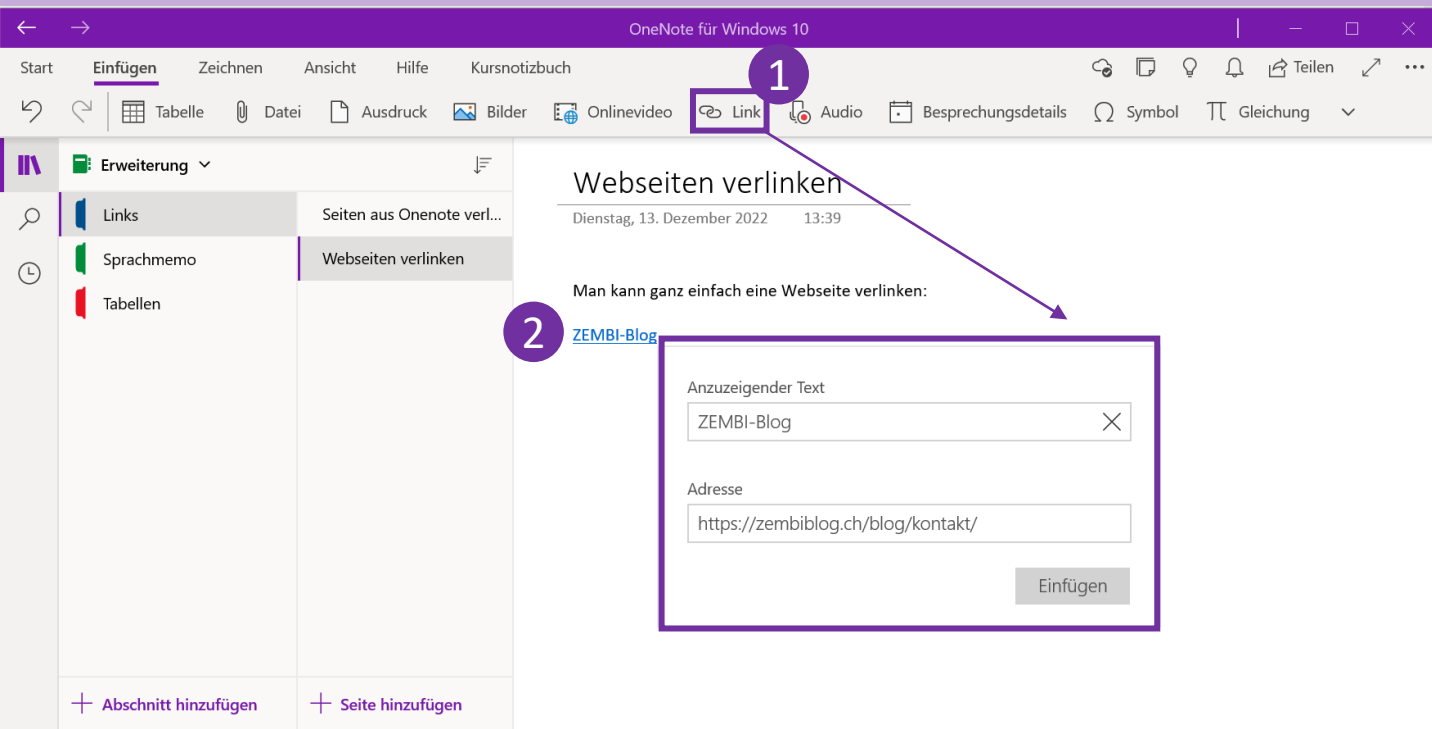 OneNote für Windows 10
Start Einfügen Zeichnen Ansicht Hilfe Kursnotizbuch Teilen
1
Tabelle Datei Ausdruck Bilder Onlinevideo Link Audio Besprechungsdetails Symbol Gleichung
Erweiterung
Links
Sprachmemo
Tabellen
Seiten aus Onenote verl...
Webseiten verlinken
Webseiten verlinken
Dienstag, 13. Dezember 2022 13:39
Man kann ganz einfach eine Webseite verlinken:
2
ZEMBI-Blog
Anzuzeigender Text
ZEMBI-Blog
Adresse
https://zembiblog.ch/blog/kontakt/
Einfügen
Abschnitt hinzufügen
Seite hinzufügen